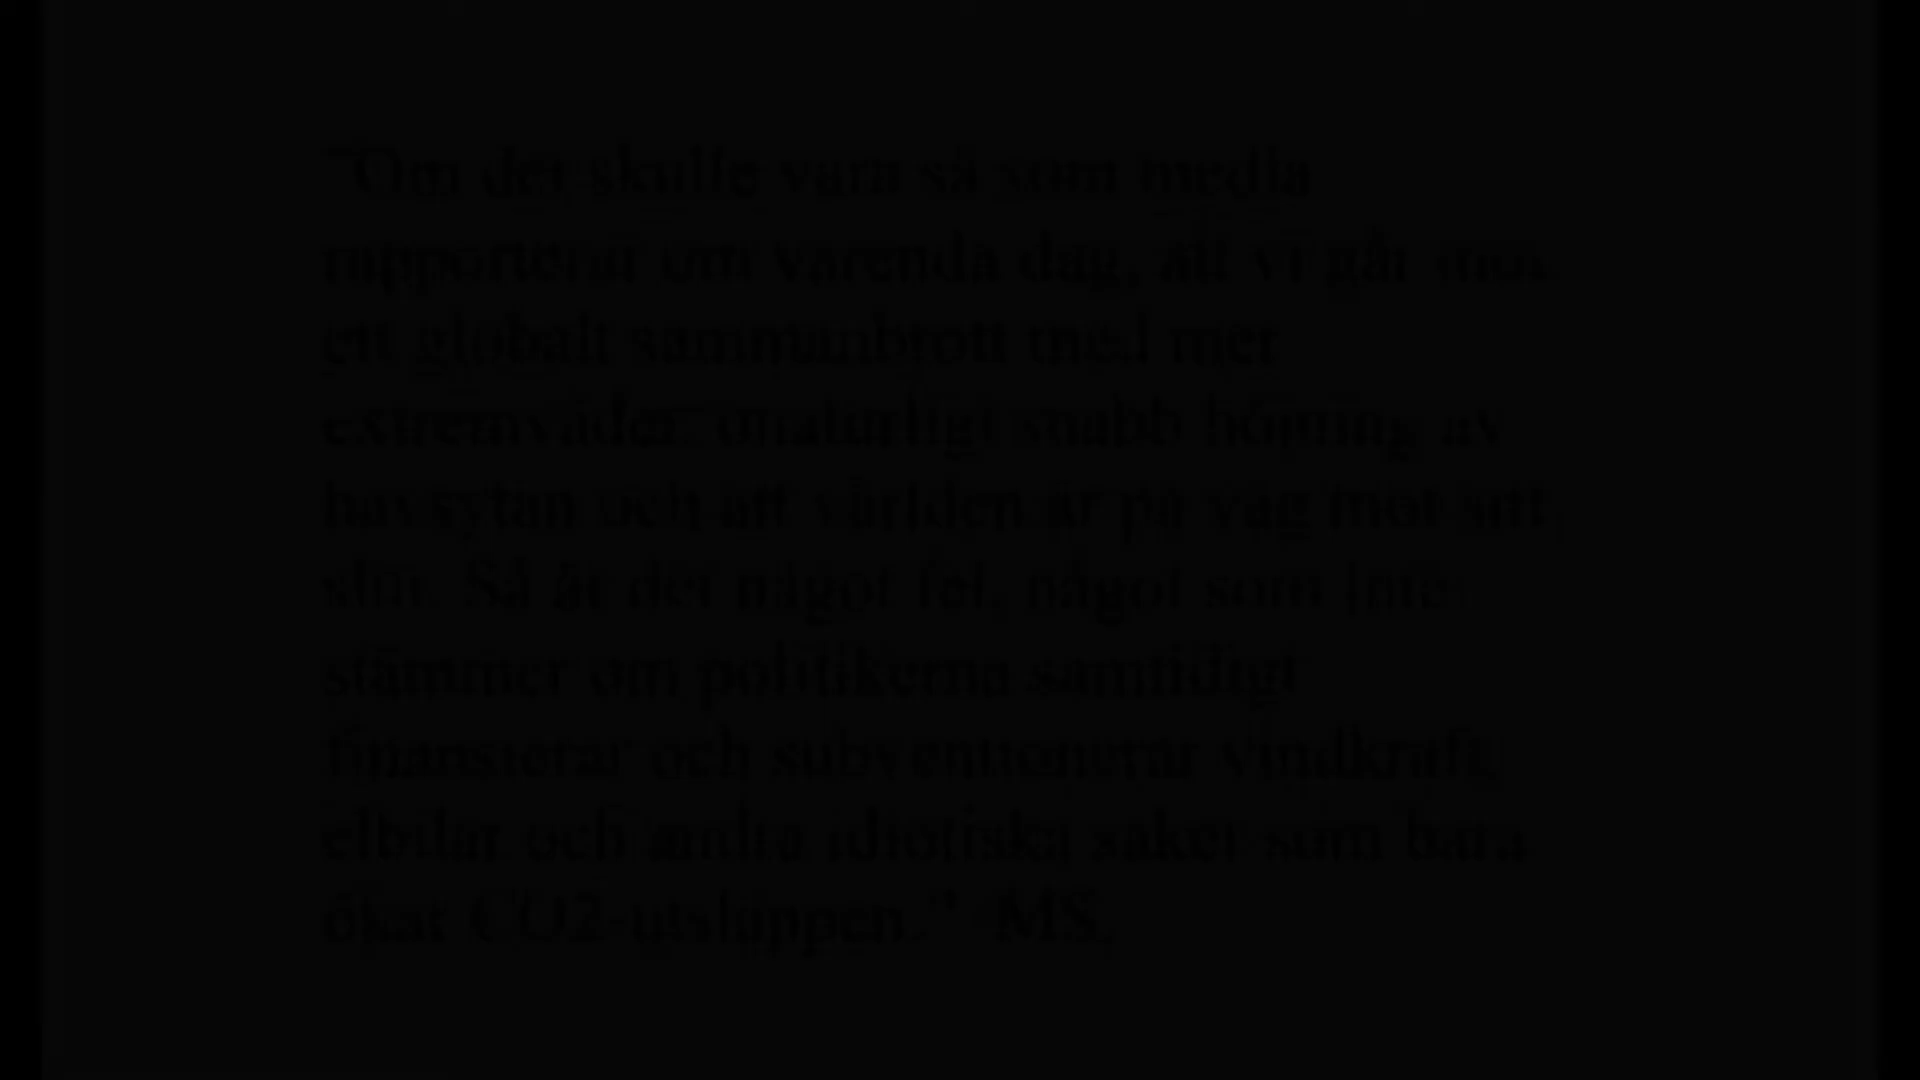 "Om det skulle vara så som media
rapporterar om varenda dag, att vi går mot
ett globalt sammanbrott med mer
extremväder, onaturligt snabb höjning av
havsytan och att världen är på väg mot sitt
slut. Så är det något fel, något som inte
stämmer om politikerna samtidigt
finansierar och subventionerar vindkraft,
elbilar och andra idiotiska saker som bara
ökar CO2-utsläppen." MS,